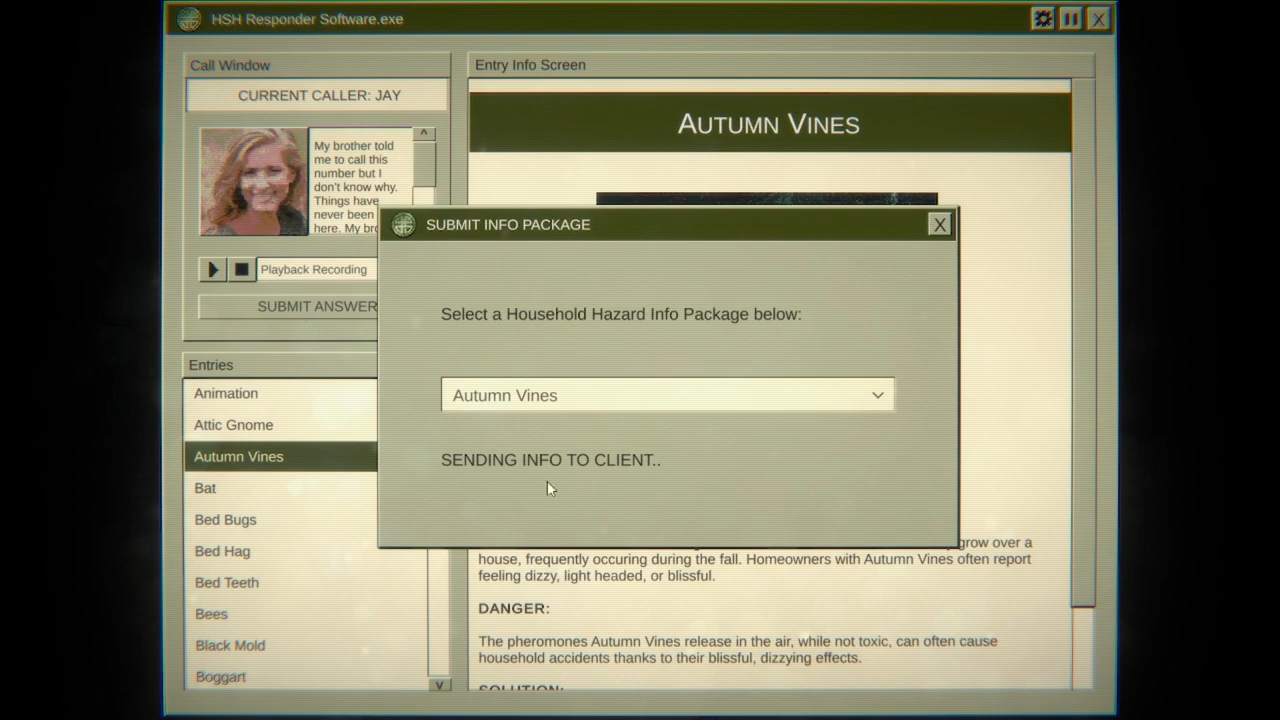 HSH Responder Software.exe
Call Window
CURRENT CALLER: JAY
My brother told
me to call this
number but I
don't know why.
Things have
never been
here. My bro
Playback Recording
SUBMIT ANSWER
Entries
Animation
Attic Gnome
Autumn Vines
Bat
Bed Bugs
Bed Hag
Bed Teeth
Bees
Black Mold
Boggart
Entry Info Screen
AUTUMN VINES
SUBMIT INFO PACKAGE
X
Select a Household Hazard Info Package below:
Autumn Vines
SENDING INFO TO CLIENT..
grow over a
house, frequently occuring during the fall. Homeowners with Autumn Vines often report
feeling dizzy, light headed, or blissful.
DANGER:
The pheromones Autumn Vines release in the air, while not toxic, can often cause
household accidents thanks to their blissful, dizzying effects.
SOLUTION: